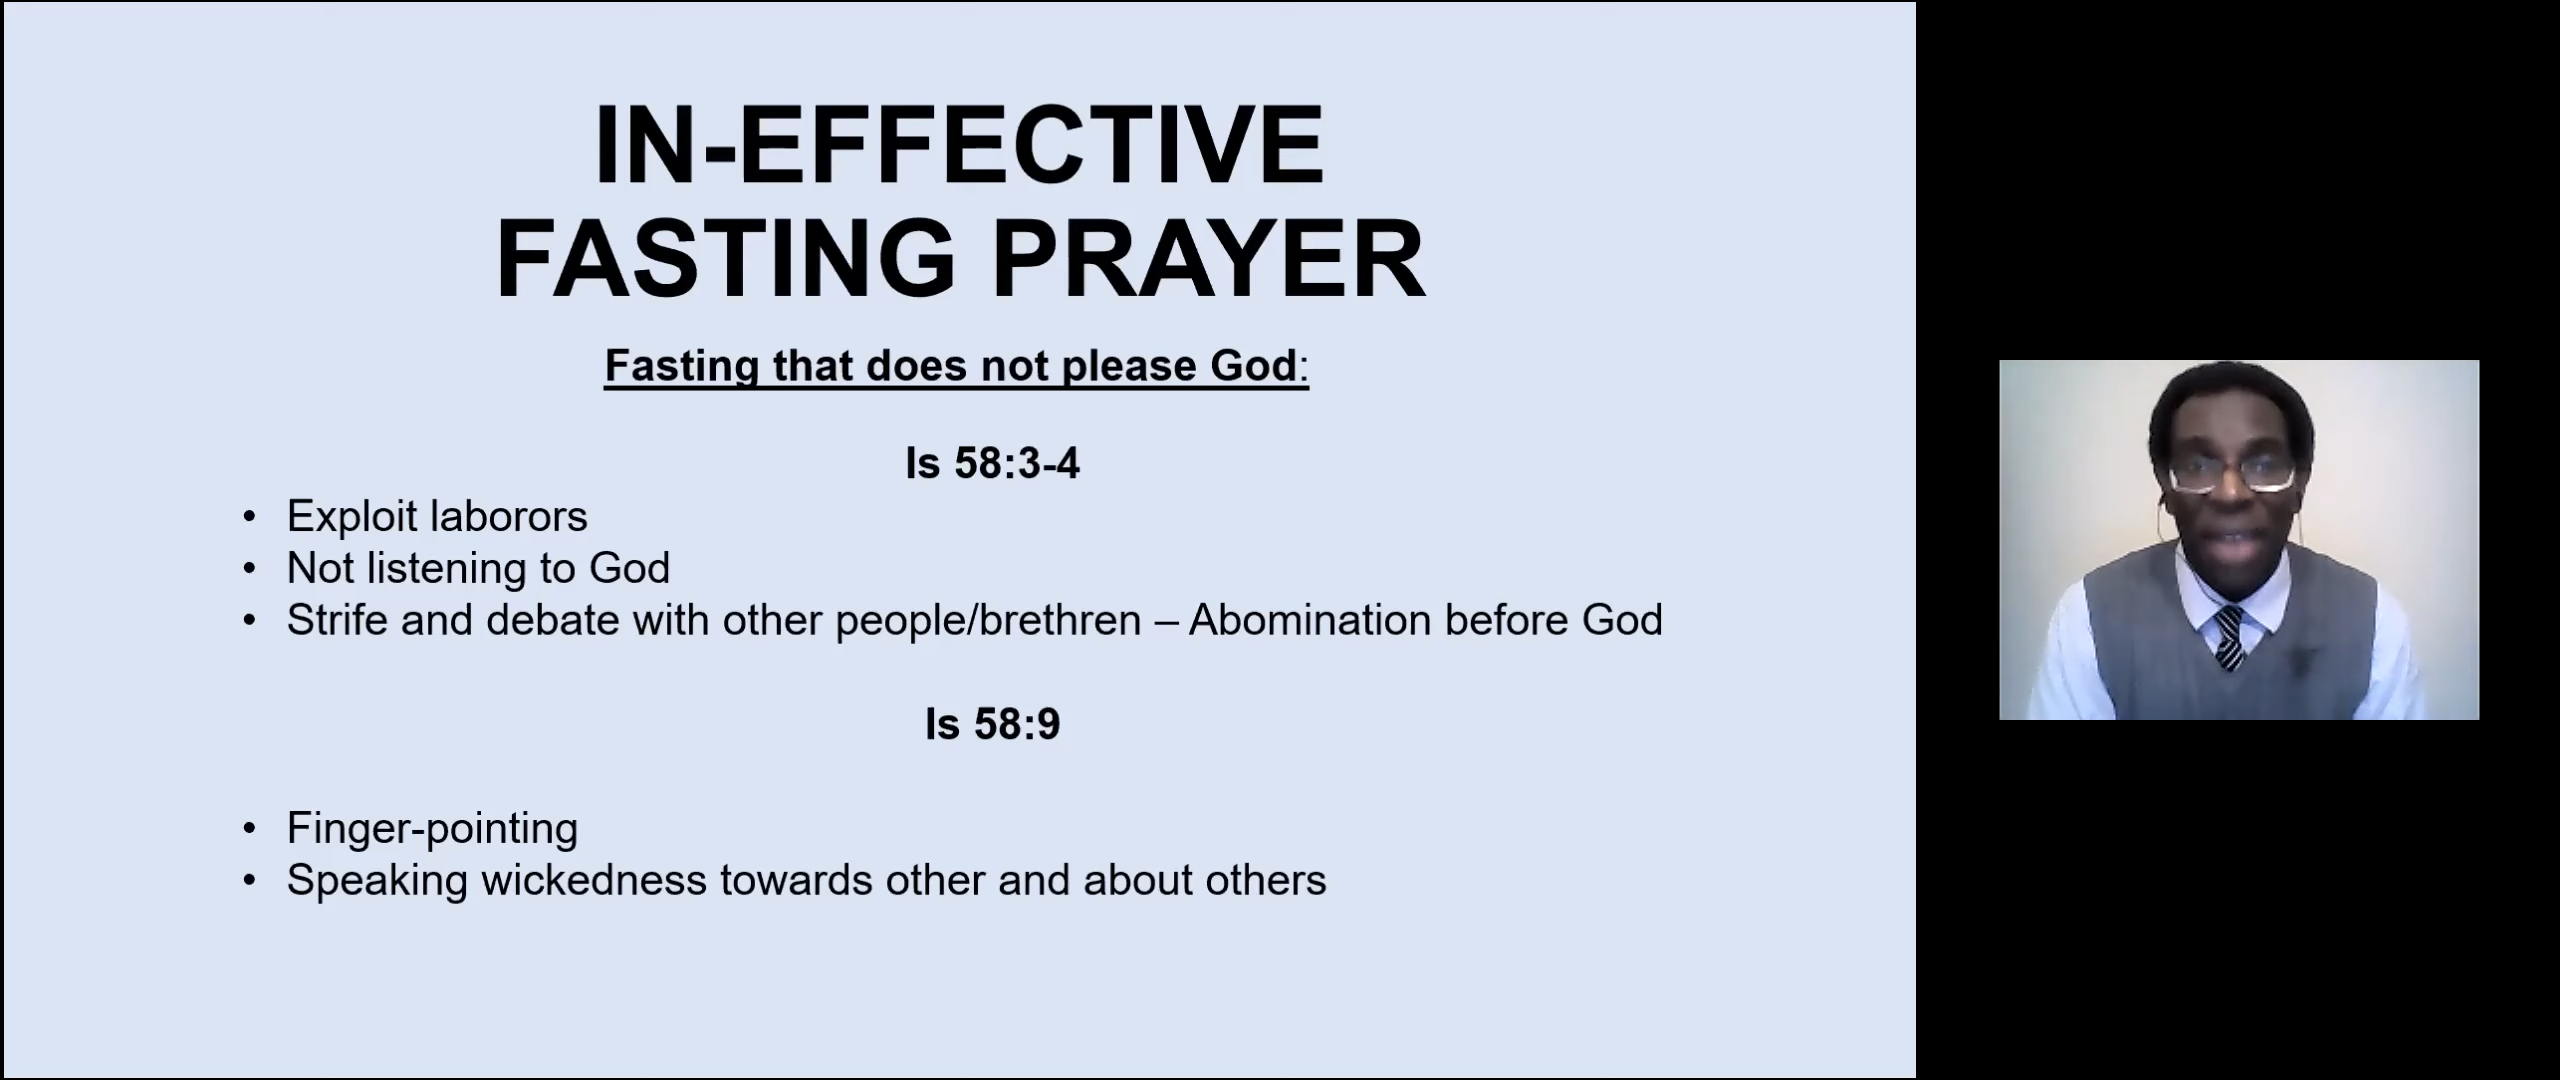 IN-EFFECTIVE
FASTING PRAYER
Fasting that does not please God:
Is 58:3-4
• Exploit laborors
• Not listening to God
• Strife and debate with other people/brethren – Abomination before God
Is 58:9
• Finger-pointing
• Speaking wickedness towards other and about others